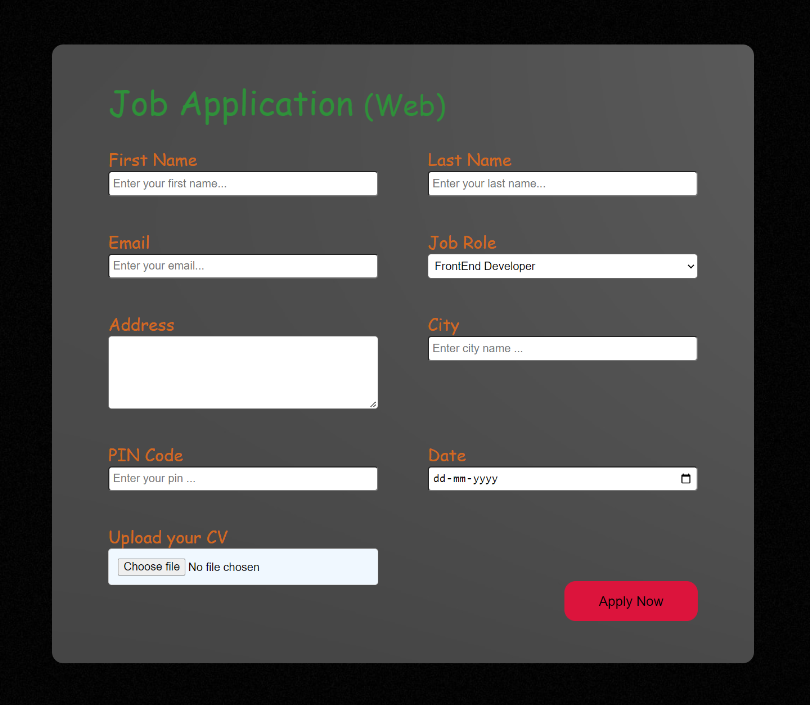 Job Application (Web)
First Name
Last Name
Enter your first name...
Enter your last name...
Email
Job Role
Enter your email...
FrontEnd Developer
Address
City
Enter city name ...
PIN Code
Date
Enter your pin ...
dd-mm-yyyy
Upload your CV
Choose file No file chosen
Apply Now